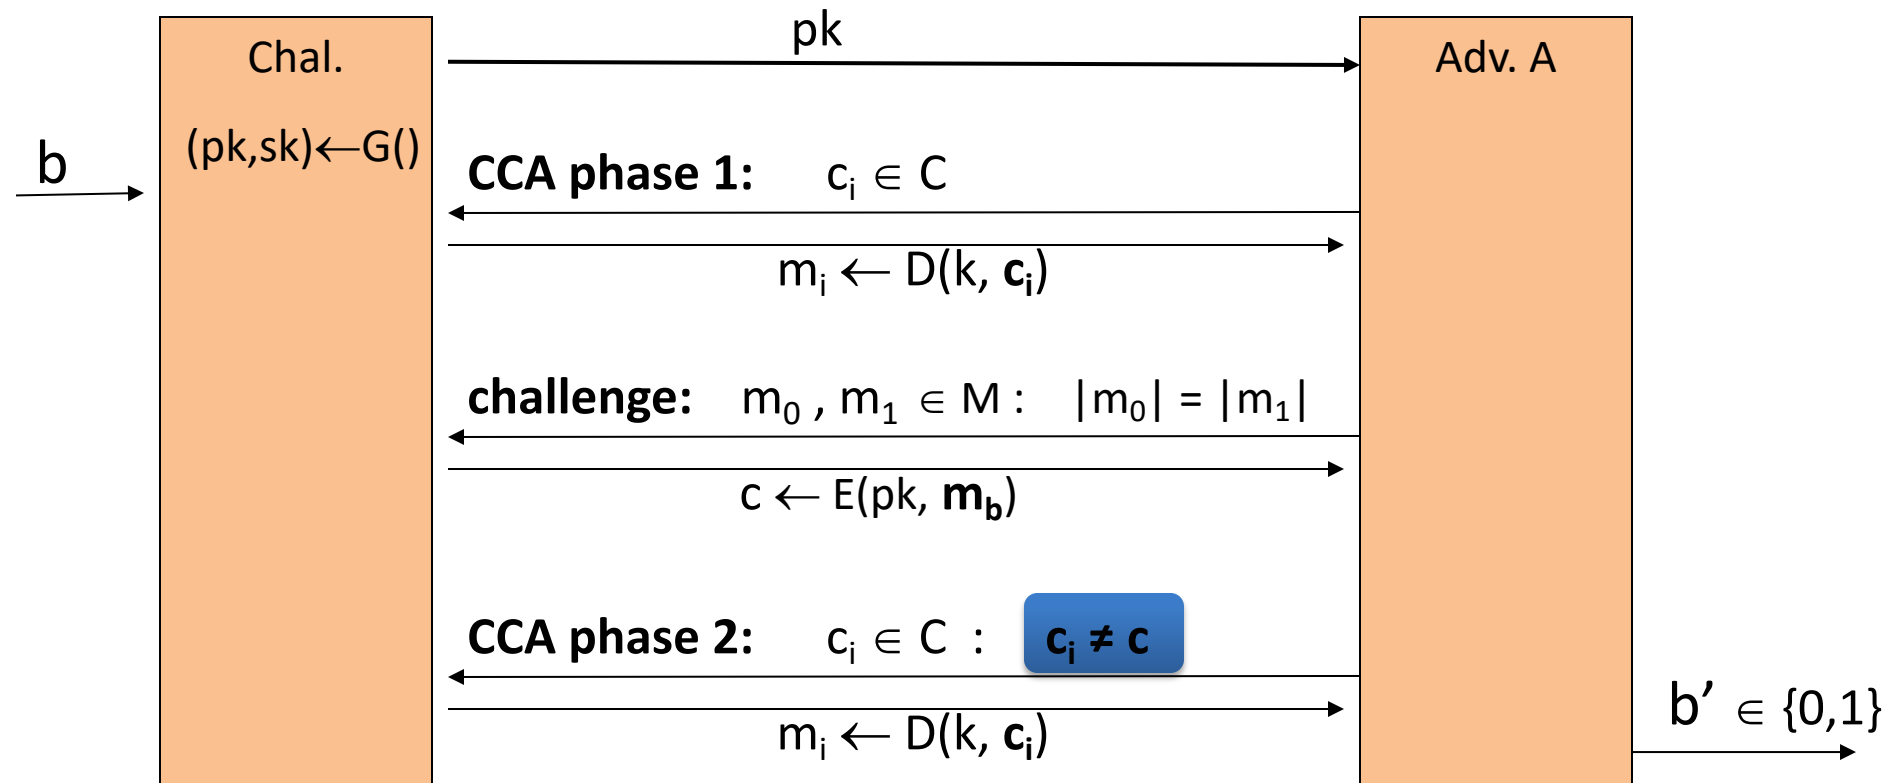 pk
Chal.
Adv. A
(pk,sk)←G()
b
CCA phase 1: cᵢ ∈ C
mᵢ ← D(k, cᵢ)
challenge: m₀ , m₁ ∈ M : |m₀| = |m₁|
c ← E(pk, m_b)
CCA phase 2: cᵢ ∈ C : cᵢ ≠ c
mᵢ ← D(k, cᵢ)
b’ ∈ {0,1}